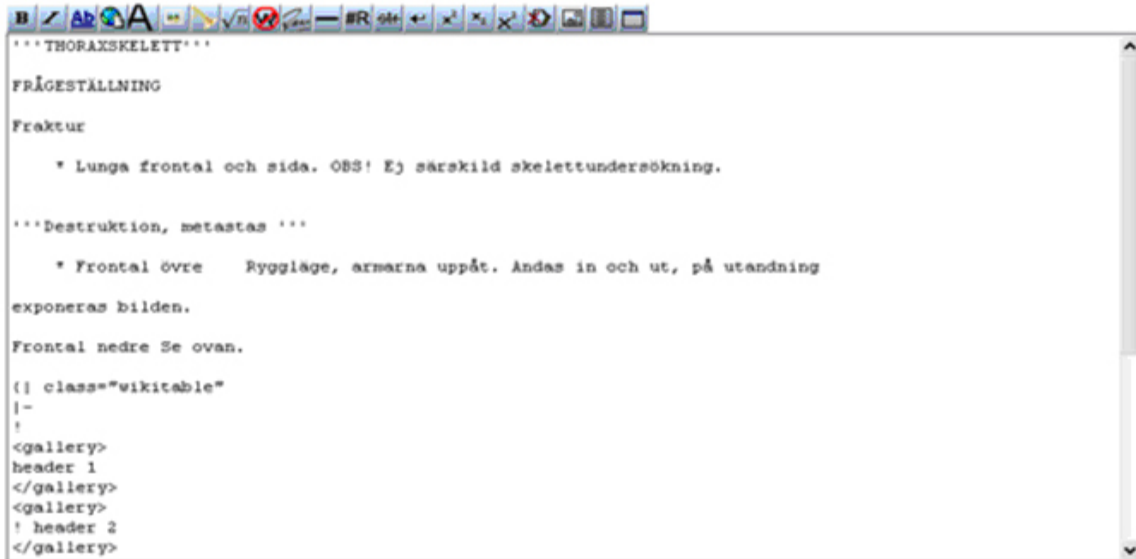 '''THORAXSKELETT'''
FRÅGESTÄLLNING
Fraktur
* Lunga frontal och sida. OBS! Ej särskild skelettundersökning.
'''Destruktion, metastas '''
* Frontal övre Ryggläge, armarna uppåt. Andas in och ut, på utandning
exponeras bilden.
Frontal nedre Se ovan.
{| class="wikitable"
|-
!
<gallery>
header 1
</gallery>
<gallery>
! header 2
</gallery>